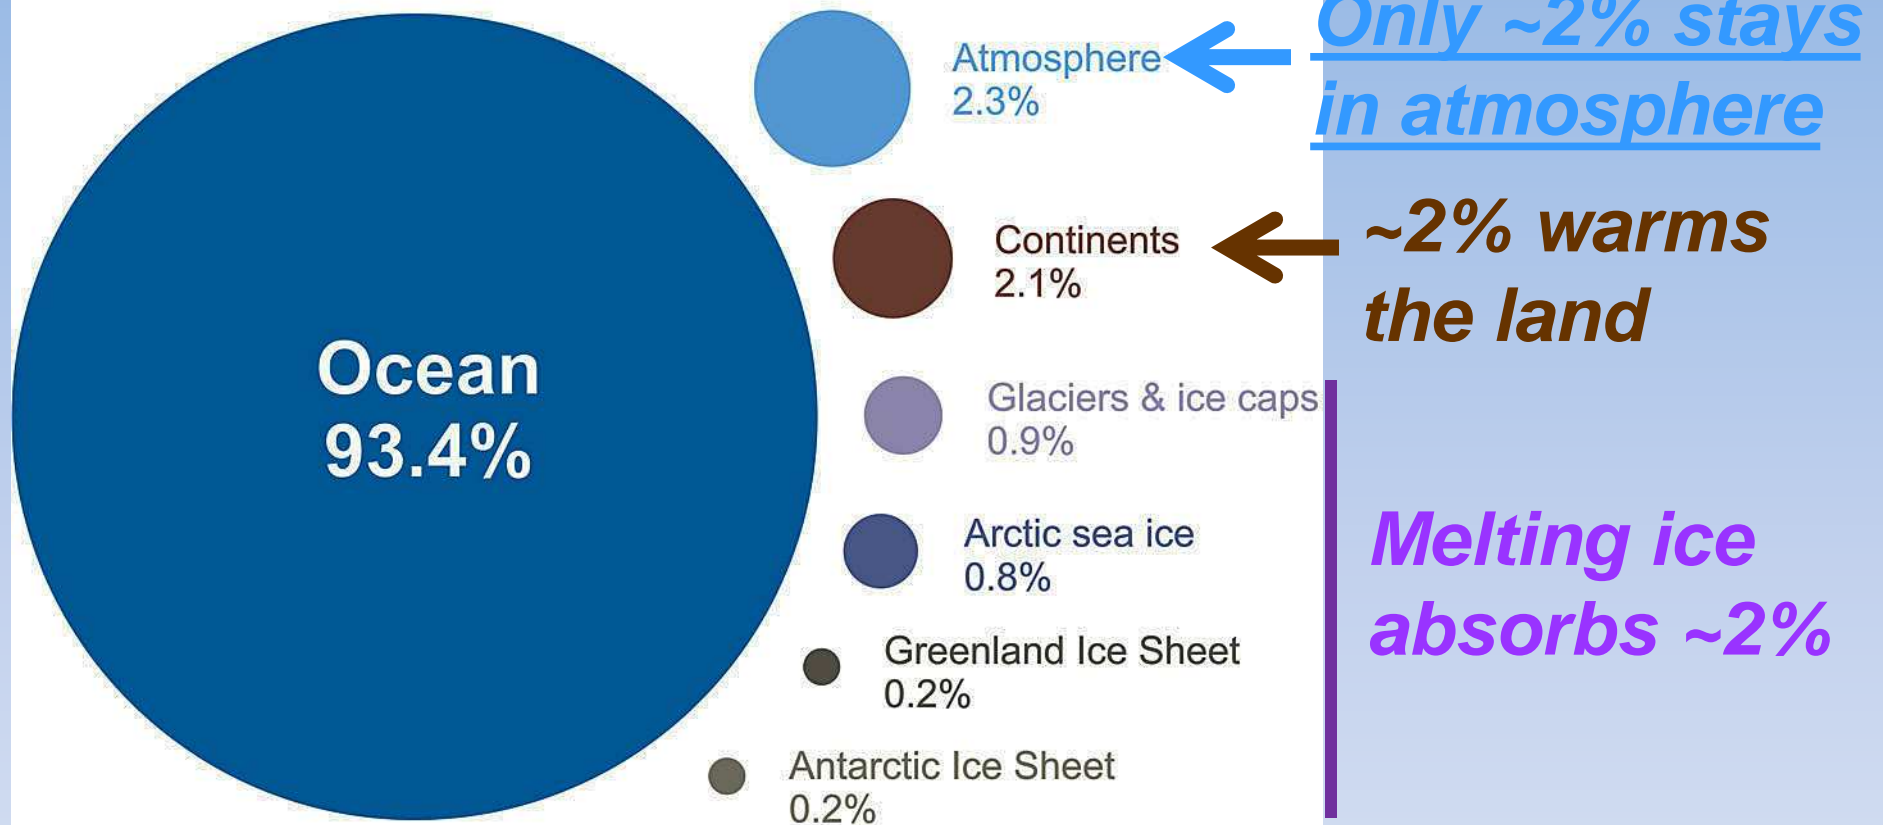 Ocean
93.4%
Atmosphere
2.3%
Only ~2% stays
in atmosphere
Continents
2.1%
~2% warms
the land
Glaciers & ice caps
0.9%
Arctic sea ice
0.8%
Greenland Ice Sheet
0.2%
Antarctic Ice Sheet
0.2%
Melting ice
absorbs ~2%